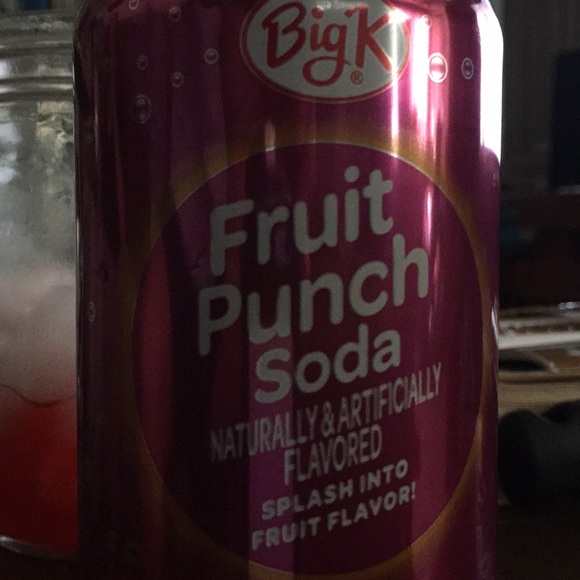 Big K®
Fruit
Punch
Soda
NATURALLY & ARTIFICIALLY
FLAVORED
SPLASH INTO
FRUIT FLAVOR!